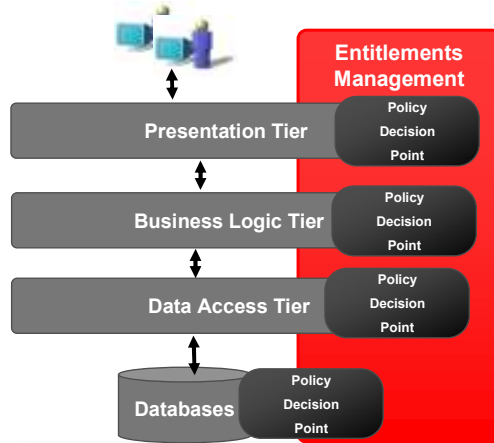 Entitlements
Management
Presentation Tier
Policy
Decision
Point
Business Logic Tier
Policy
Decision
Point
Data Access Tier
Policy
Decision
Point
Databases
Policy
Decision
Point